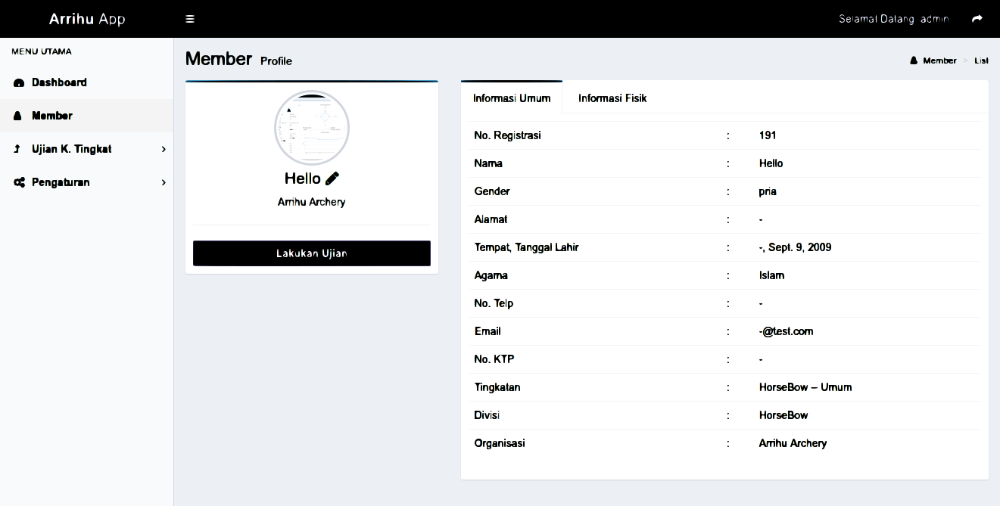 Arrihu App
Selamat Datang admin
MENU UTAMA
Dashboard
Member
Ujian K. Tingkat
Pengaturan
Member Profile
Member > List
Hello
Arrihu Archery
Lakukan Ujian
Informasi Umum Informasi Fisik
No. Registrasi : 191
Nama : Hello
Gender : pria
Alamat : -
Tempat, Tanggal Lahir : -, Sept. 9, 2009
Agama : Islam
No. Telp : -
Email : -@test.com
No. KTP : -
Tingkatan : HorseBow – Umum
Divisi : HorseBow
Organisasi : Arrihu Archery